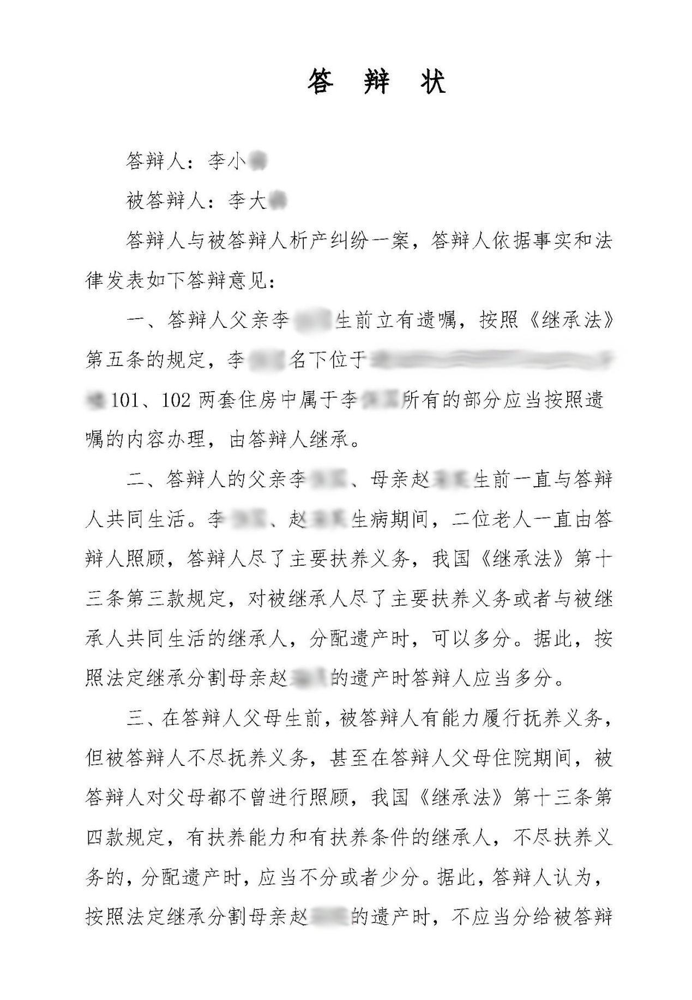 答 辩 状
答辩人：李小
被答辩人：李大
答辩人与被答辩人析产纠纷一案，答辩人依据事实和法
律发表如下答辩意见：
一、答辩人父亲李 生前立有遗嘱，按照《继承法》
第五条的规定，李 名下位于
101、102 两套住房中属于李 所有的部分应当按照遗
嘱的内容办理，由答辩人继承。
二、答辩人的父亲李 、母亲赵 生前一直与答辩
人共同生活。李 、赵 生病期间，二位老人一直由答
辩人照顾，答辩人尽了主要扶养义务，我国《继承法》第十
三条第三款规定，对被继承人尽了主要扶养义务或者与被继
承人共同生活的继承人，分配遗产时，可以多分。据此，按
照法定继承分割母亲赵 的遗产时答辩人应当多分。
三、在答辩人父母生前，被答辩人有能力履行抚养义务，
但被答辩人不尽抚养义务，甚至在答辩人父母住院期间，被
答辩人对父母都不曾进行照顾，我国《继承法》第十三条第
四款规定，有扶养能力和有扶养条件的继承人，不尽扶养义
务的，分配遗产时，应当不分或者少分。据此，答辩人认为，
按照法定继承分割母亲赵 的遗产时，不应当分给被答辩